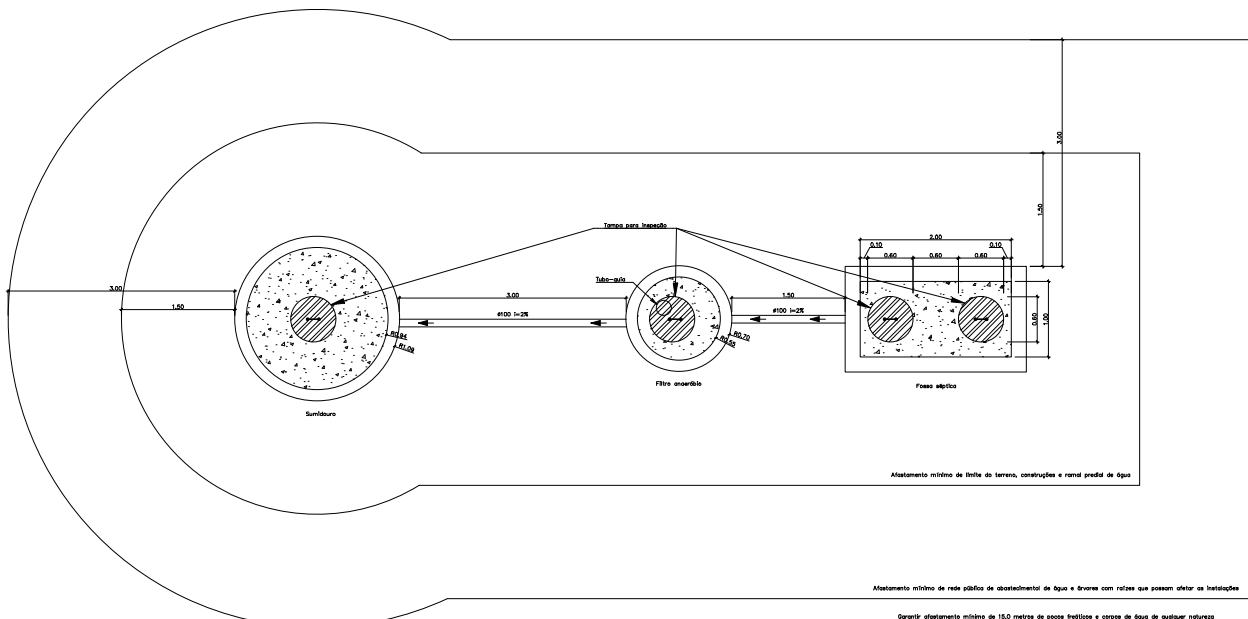 3.00
1.50
2.00
0.10
0.10
0.60
0.60
0.60
0.60
1.00
Tampa para inspeção
Tubo-guia
3.00
1.50
3.00
1.50
ø100 i=2%
ø100 i=2%
R0.94
R1.09
R0.55
R0.70
Sumidouro
Filtro anaeróbio
Fossa séptica
Afastamento mínimo de limite do terreno, construções e ramal predial de água
Afastamento mínimo de rede pública de abastecimental de água e árvores com raízes que possam afetar as instalações
Garantir afastamento mínimo de 15.0 metros de poços freáticos e corpos de água de qualquer natureza